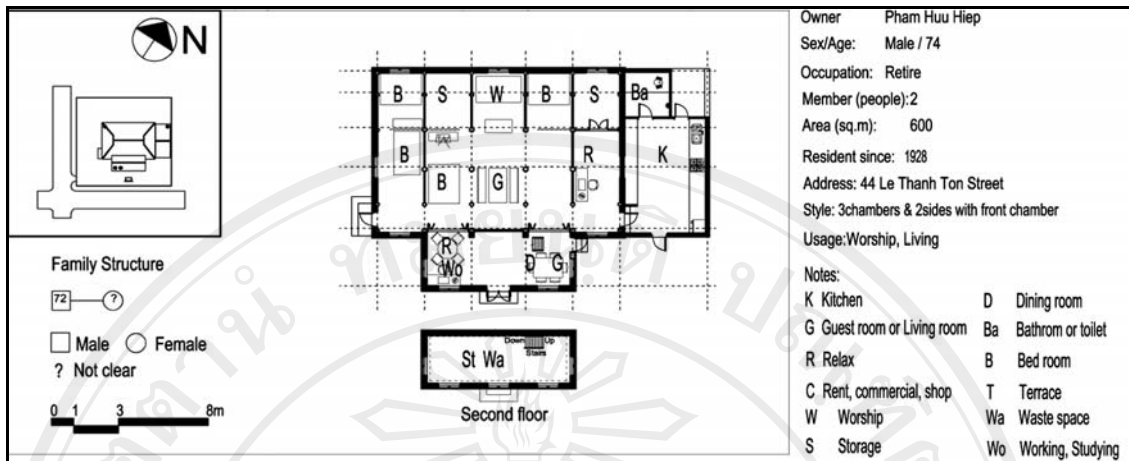 N
Family Structure
72 ?
Male Female
? Not clear
0 1 3 8m
B S W B S Ba
B R K
B G
R D G
Wo
Down Up
Stairs
St Wa
Second floor
Owner Pham Huu Hiep
Sex/Age: Male / 74
Occupation: Retire
Member (people):2
Area (sq.m): 600
Resident since: 1928
Address: 44 Le Thanh Ton Street
Style: 3chambers & 2sides with front chamber
Usage:Worship, Living
Notes:
K Kitchen D Dining room
G Guest room or Living room Ba Bathrom or toilet
R Relax B Bed room
C Rent, commercial, shop T Terrace
W Worship Wa Waste space
S Storage Wo Working, Studying